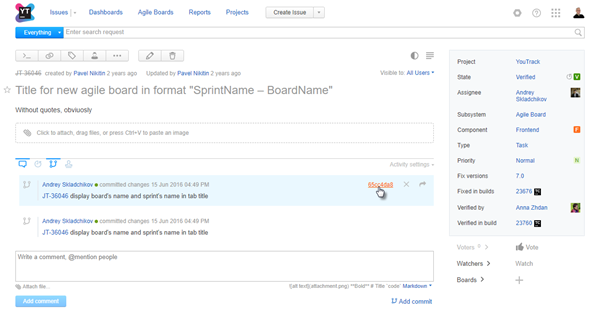 YT
Issues
Dashboards
Agile Boards
Reports
Projects
Create Issue
Everything
Enter search request
JT-36046 created by Pavel Nikitin 2 years ago
Updated by Pavel Nikitin 2 years ago
Visible to: All Users
Title for new agile board in format "SprintName – BoardName"
Without quotes, obviuosly
Click to attach, drag files, or press Ctrl+V to paste an image
Activity settings
Andrey Skladchikov committed changes 15 Jun 2016 04:49 PM
JT-36046 display board's name and sprint's name in tab title
Andrey Skladchikov committed changes 15 Jun 2016 04:49 PM
JT-36046 display board's name and sprint's name in tab title
Write a comment, @mention people
Attach file...
![alt text](attachment.png) **Bold** # Title `code` Markdown
Add comment
Add commit
Project YouTrack
State Verified V
Assignee Andrey
Skladchikov
Subsystem Agile Board
Component Frontend F
Type Task
Priority Normal N
Fix versions 7.0
Fixed in builds 23676
Verified by Anna Zhdan
Verified in build 23760
Voters 0
Vote
Watchers
Watch
Boards